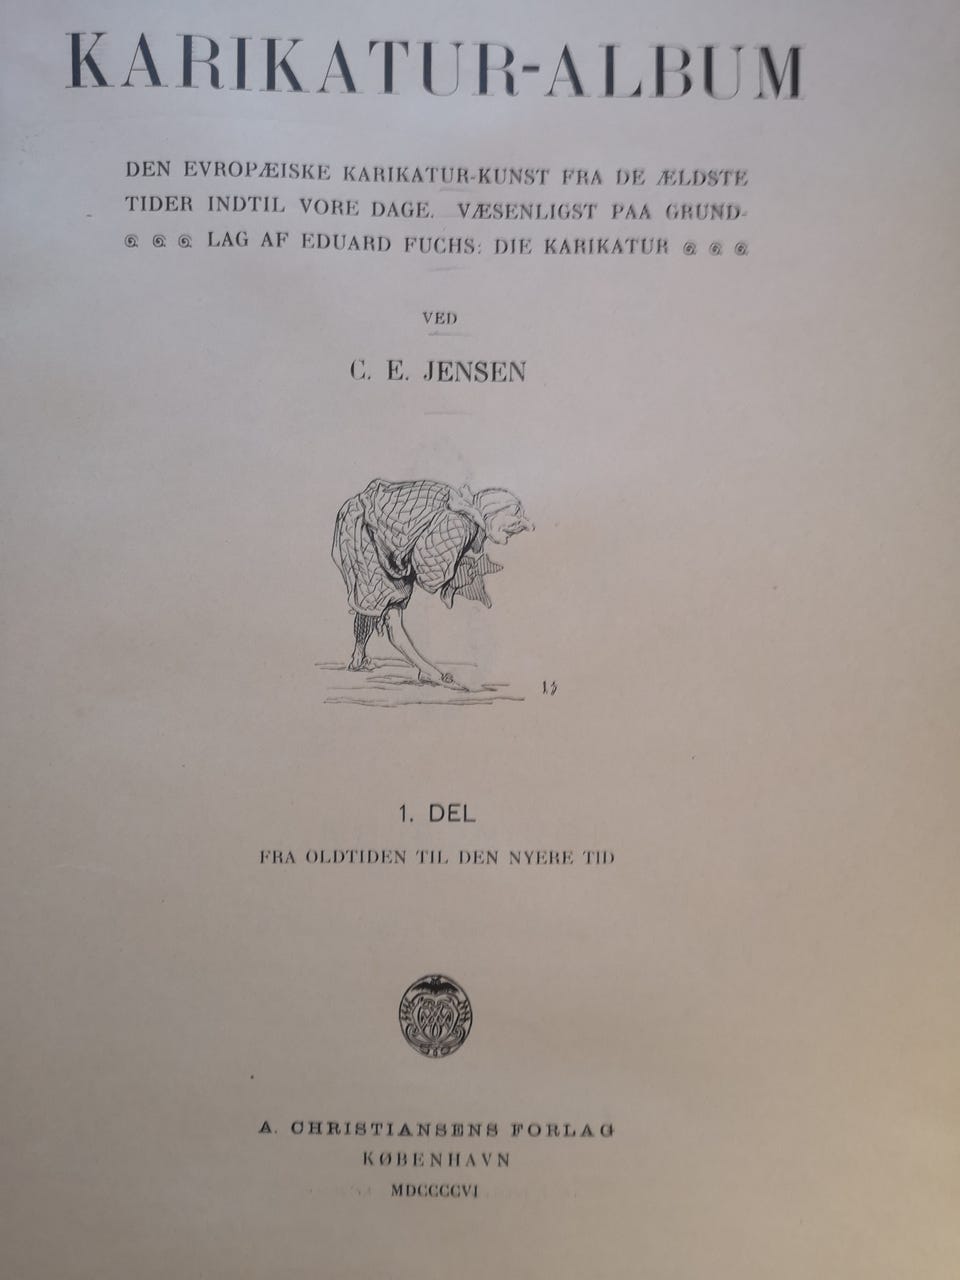 KARIKATUR-ALBUM
DEN EVROPÆISKE KARIKATUR-KUNST FRA DE ÆLDSTE
TIDER INDTIL VORE DAGE. VÆSENLIGST PAA GRUND-
LAG AF EDUARD FUCHS: DIE KARIKATUR
VED
C. E. JENSEN
1. DEL
FRA OLDTIDEN TIL DEN NYERE TID
A. CHRISTIANSENS FORLAG
KØBENHAVN
MDCCCCVI